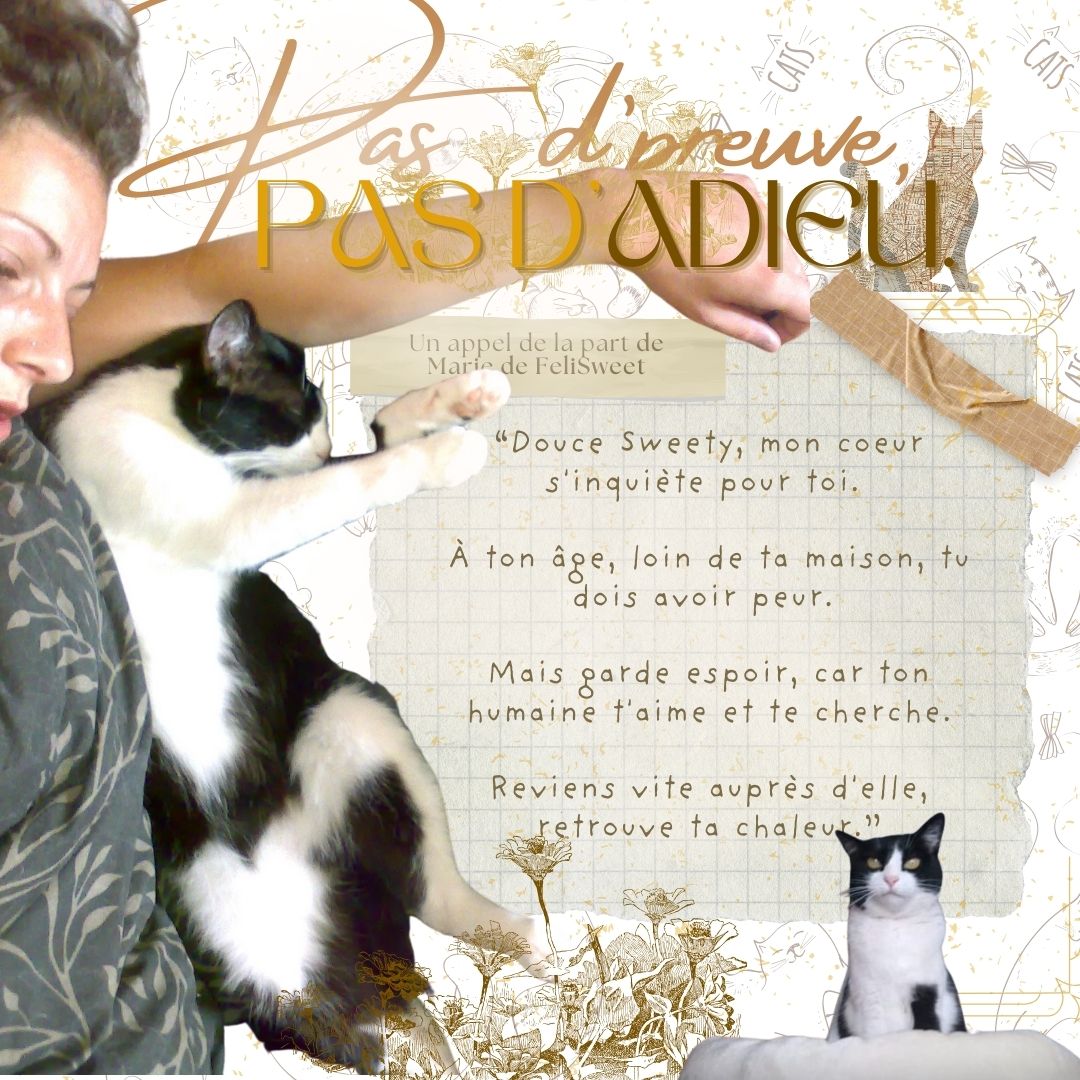 Pas d'preuve,
PAS D'ADIEU.
CATS
CATS
Un appel de la part de
Marie de FeliSweet
“Douce Sweety, mon coeur
s'inquiète pour toi.
À ton âge, loin de ta maison, tu
dois avoir peur.
Mais garde espoir, car ton
humaine t'aime et te cherche.
Reviens vite auprès d'elle,
retrouve ta chaleur.”